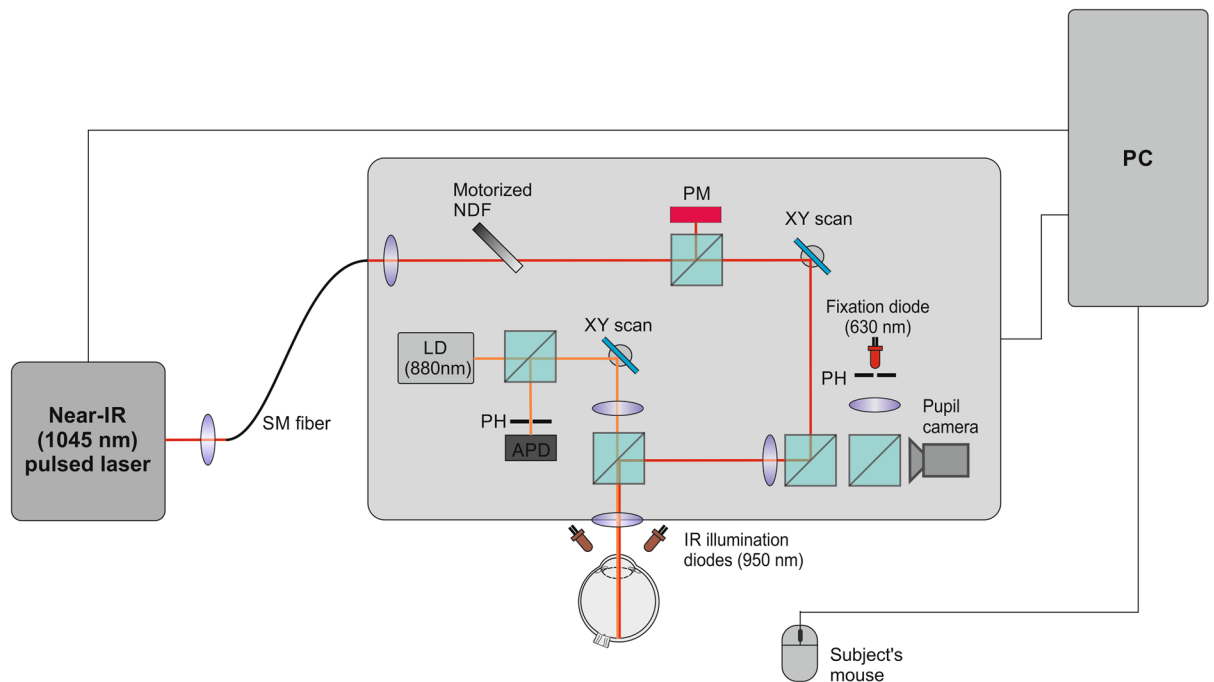 PC
Motorized
NDF
PM
XY scan
Fixation diode
(630 nm)
XY scan
LD
(880nm)
PH
Pupil
camera
Near-IR
(1045 nm)
pulsed laser
SM fiber
PH
APD
IR illumination
diodes (950 nm)
Subject's
mouse